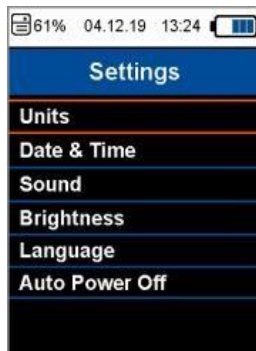 61% 04.12.19 13:24
Settings
Units
Date & Time
Sound
Brightness
Language
Auto Power Off